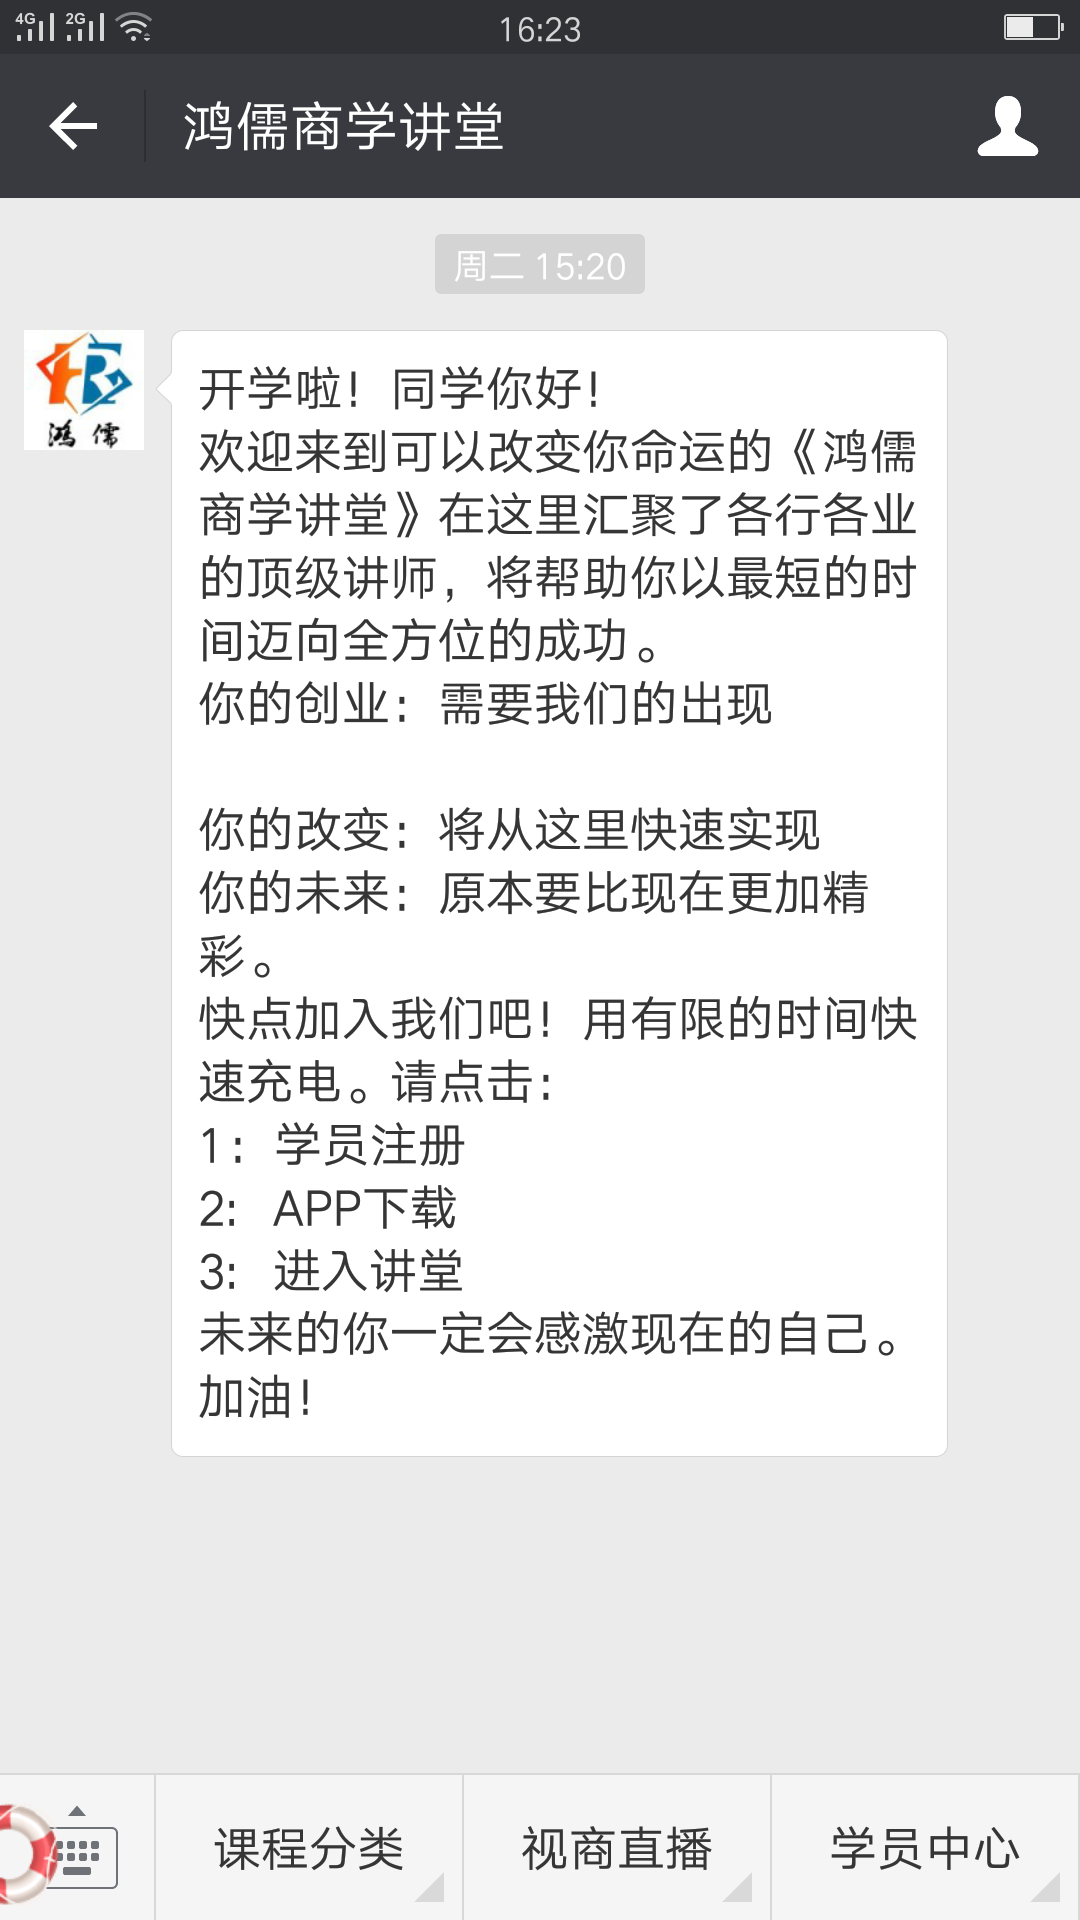 4G 2G 16:23
鸿儒商学讲堂
周二 15:20
鸿 儒
开学啦！同学你好！
欢迎来到可以改变你命运的《鸿儒
商学讲堂》在这里汇聚了各行各业
的顶级讲师，将帮助你以最短的时
间迈向全方位的成功。
你的创业：需要我们的出现
你的改变：将从这里快速实现
你的未来：原本要比现在更加精
彩。
快点加入我们吧！用有限的时间快
速充电。请点击：
1：学员注册
2：APP下载
3：进入讲堂
未来的你一定会感激现在的自己。
加油！
课程分类 视商直播 学员中心